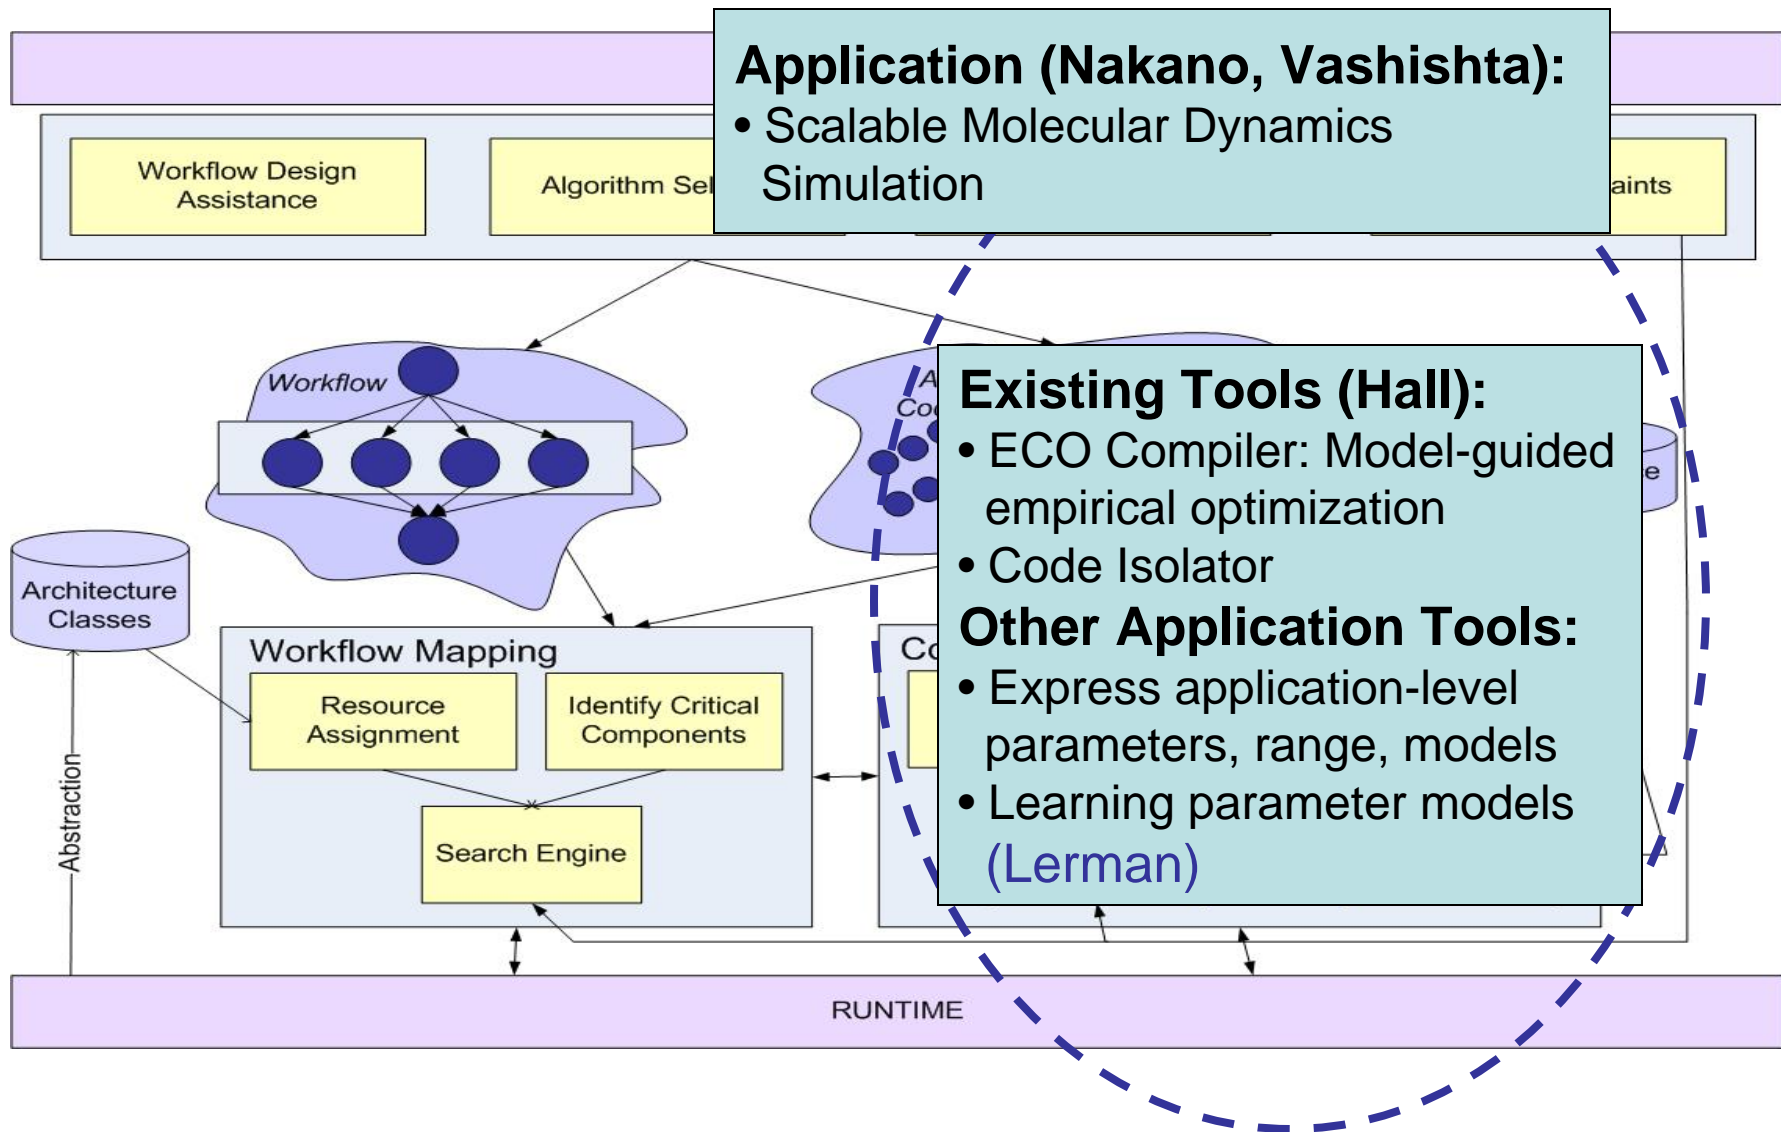 Application (Nakano, Vashishta):
• Scalable Molecular Dynamics
Simulation
Workflow Design
Assistance
Algorithm Sel
aints
Workflow
Existing Tools (Hall):
• ECO Compiler: Model-guided
empirical optimization
• Code Isolator
Other Application Tools:
• Express application-level
parameters, range, models
• Learning parameter models
(Lerman)
Architecture
Classes
Workflow Mapping
Resource
Assignment
Identify Critical
Components
Search Engine
Abstraction
RUNTIME